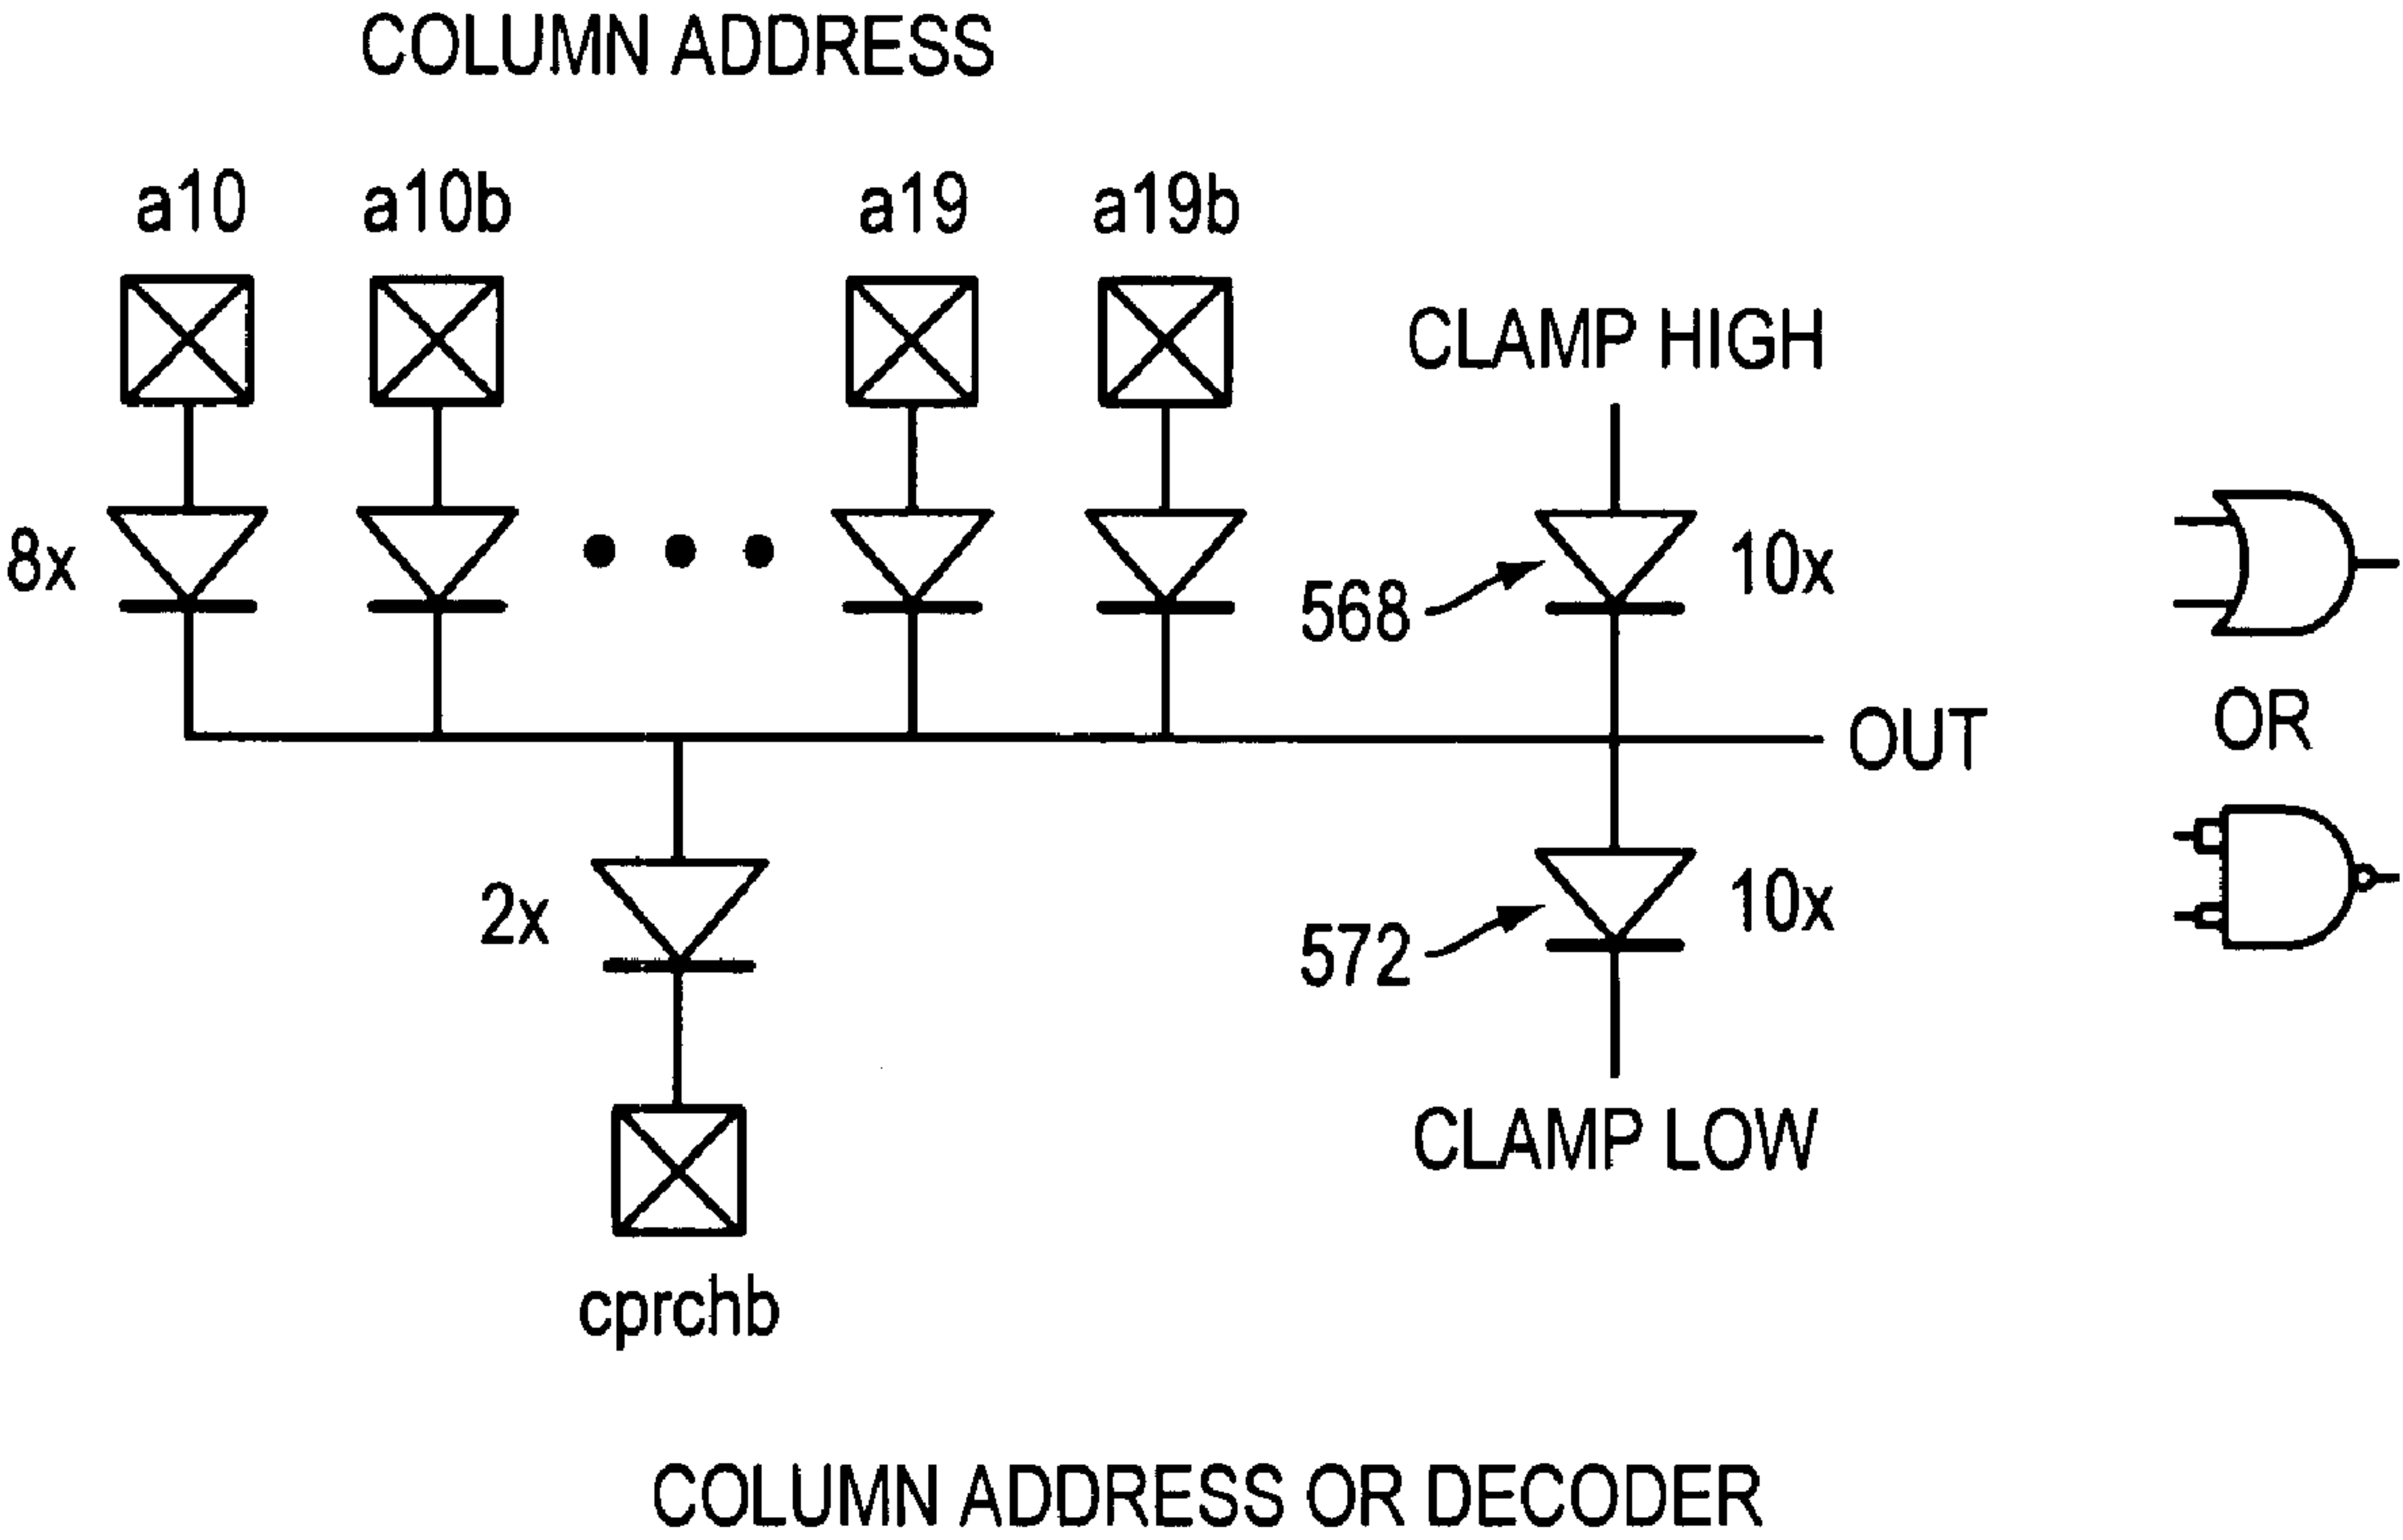 COLUMN ADDRESS
a10 a10b a19 a19b
CLAMP HIGH
8x
568
10x
OUT
OR
2x
572
10x
CLAMP LOW
cprchb
COLUMN ADDRESS OR DECODER